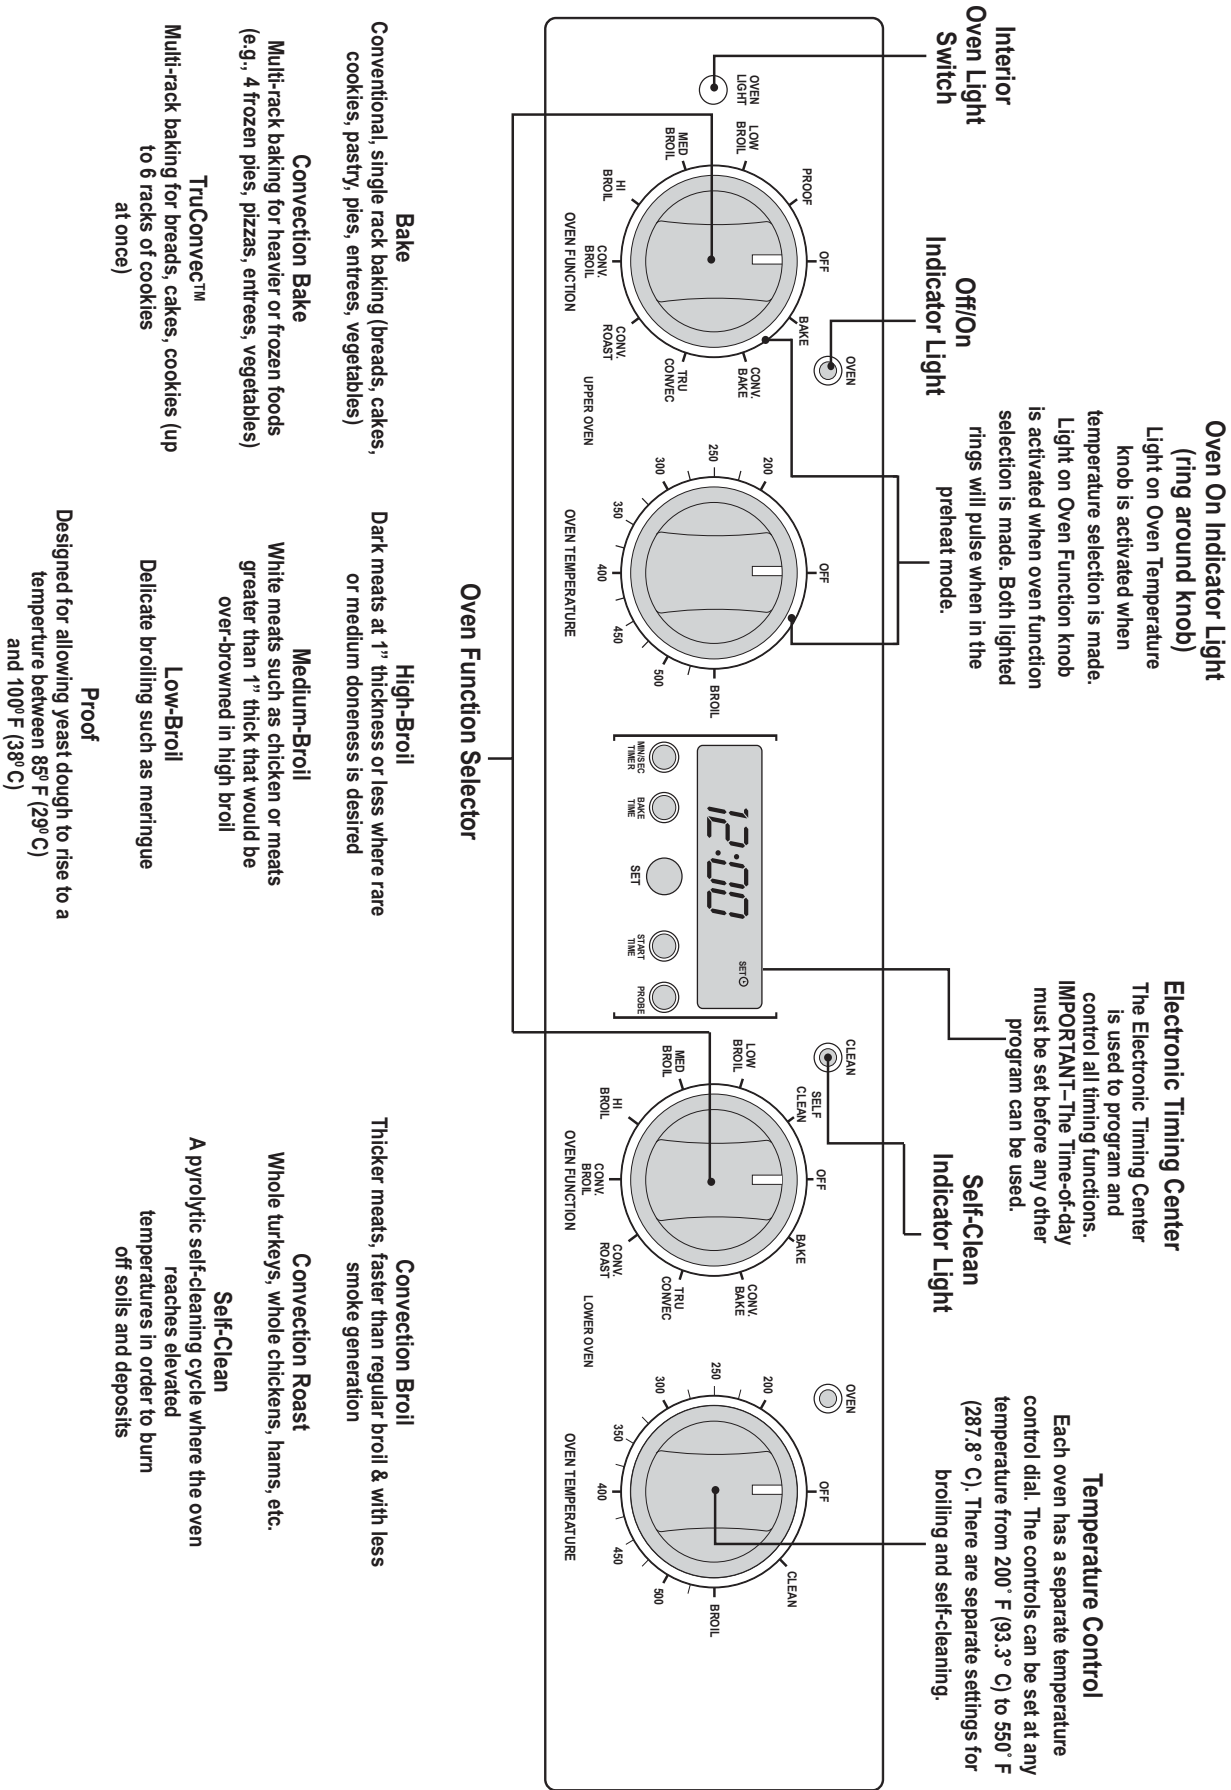 Interior
Oven Light
Switch
Off/On
Indicator Light
Oven On Indicator Light
(ring around knob)
Light on Oven Temperature
knob is activated when
temperature selection is made.
Light on Oven Function knob
is activated when oven function
selection is made. Both lighted
rings will pulse when in the
preheat mode.
Electronic Timing Center
The Electronic Timing Center
is used to program and
control all timing functions.
IMPORTANT–The Time-of-day
must be set before any other
program can be used.
Self-Clean
Indicator Light
Temperature Control
Each oven has a separate temperature
control dial. The controls can be set at any
temperature from 200° F (93.3° C) to 550° F
(287.8° C). There are separate settings for
broiling and self-cleaning.
OVEN
LIGHT
OVEN
OFF
BAKE
CONV.
BAKE
TRU
CONVEC
CONV.
ROAST
CONV.
BROIL
HI
BROIL
MED
BROIL
LOW
BROIL
PROOF
OVEN FUNCTION
UPPER OVEN
OFF
200
250
300
350
400
450
500
BROIL
OVEN TEMPERATURE
12:00
SET
MIN/SEC
TIMER
BAKE
TIME
SET
START
TIME
PROBE
CLEAN
OFF
BAKE
CONV.
BAKE
TRU
CONVEC
CONV.
ROAST
CONV.
BROIL
HI
BROIL
MED
BROIL
LOW
BROIL
SELF
CLEAN
OVEN FUNCTION
LOWER OVEN
OVEN
OFF
200
250
300
350
400
450
500
BROIL
CLEAN
OVEN TEMPERATURE
Oven Function Selector
Bake
Conventional, single rack baking (breads, cakes,
cookies, pastry, pies, entrees, vegetables)
Convection Bake
Multi-rack baking for heavier or frozen foods
(e.g., 4 frozen pies, pizzas, entrees, vegetables)
TruConvec™
Multi-rack baking for breads, cakes, cookies (up
to 6 racks of cookies
at once)
High-Broil
Dark meats at 1” thickness or less where rare
or medium doneness is desired
Medium-Broil
White meats such as chicken or meats
greater than 1” thick that would be
over-browned in high broil
Low-Broil
Delicate broiling such as meringue
Proof
Designed for allowing yeast dough to rise to a
temperture between 85⁰ F (29⁰ C)
and 100⁰ F (38⁰ C)
Convection Broil
Thicker meats, faster than regular broil & with less
smoke generation
Convection Roast
Whole turkeys, whole chickens, hams, etc.
Self-Clean
A pyrolytic self-cleaning cycle where the oven
reaches elevated
temperatures in order to burn
off soils and deposits